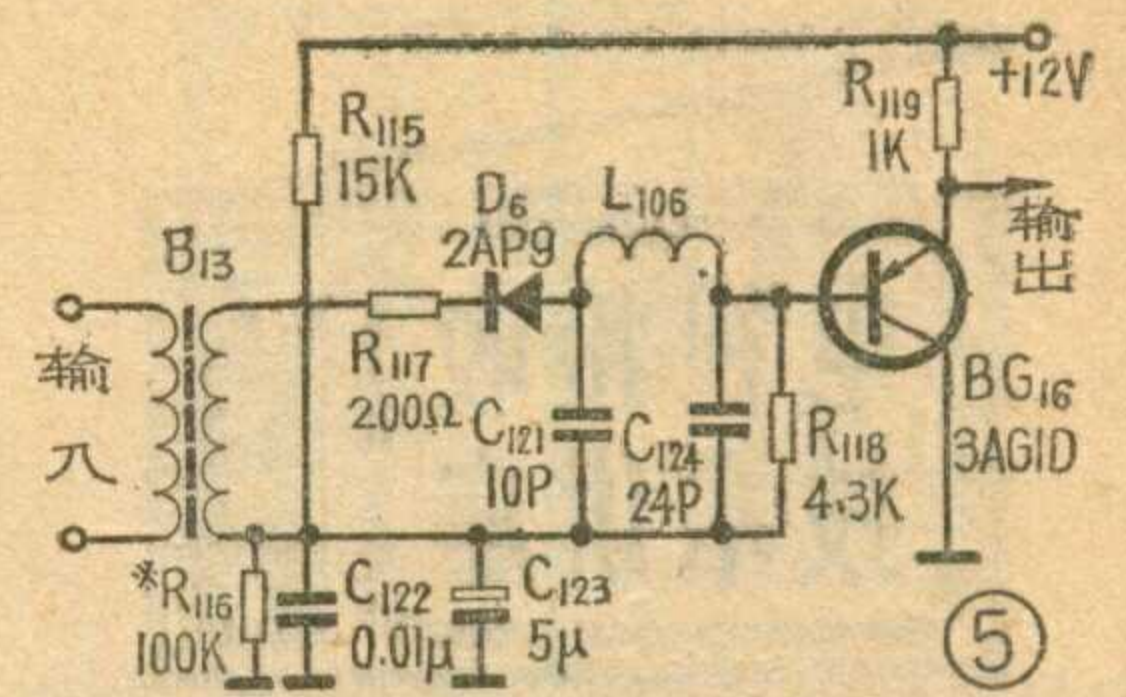 +12V
R119
1K
R115
15K
D6
2AP9
L106
B13
输出
输入
R117
200Ω
C121
10P
C124
24P
R118
4.3K
BG16
3AG1D
*R116
100K
C122
0.01μ
C123
5μ
⑤